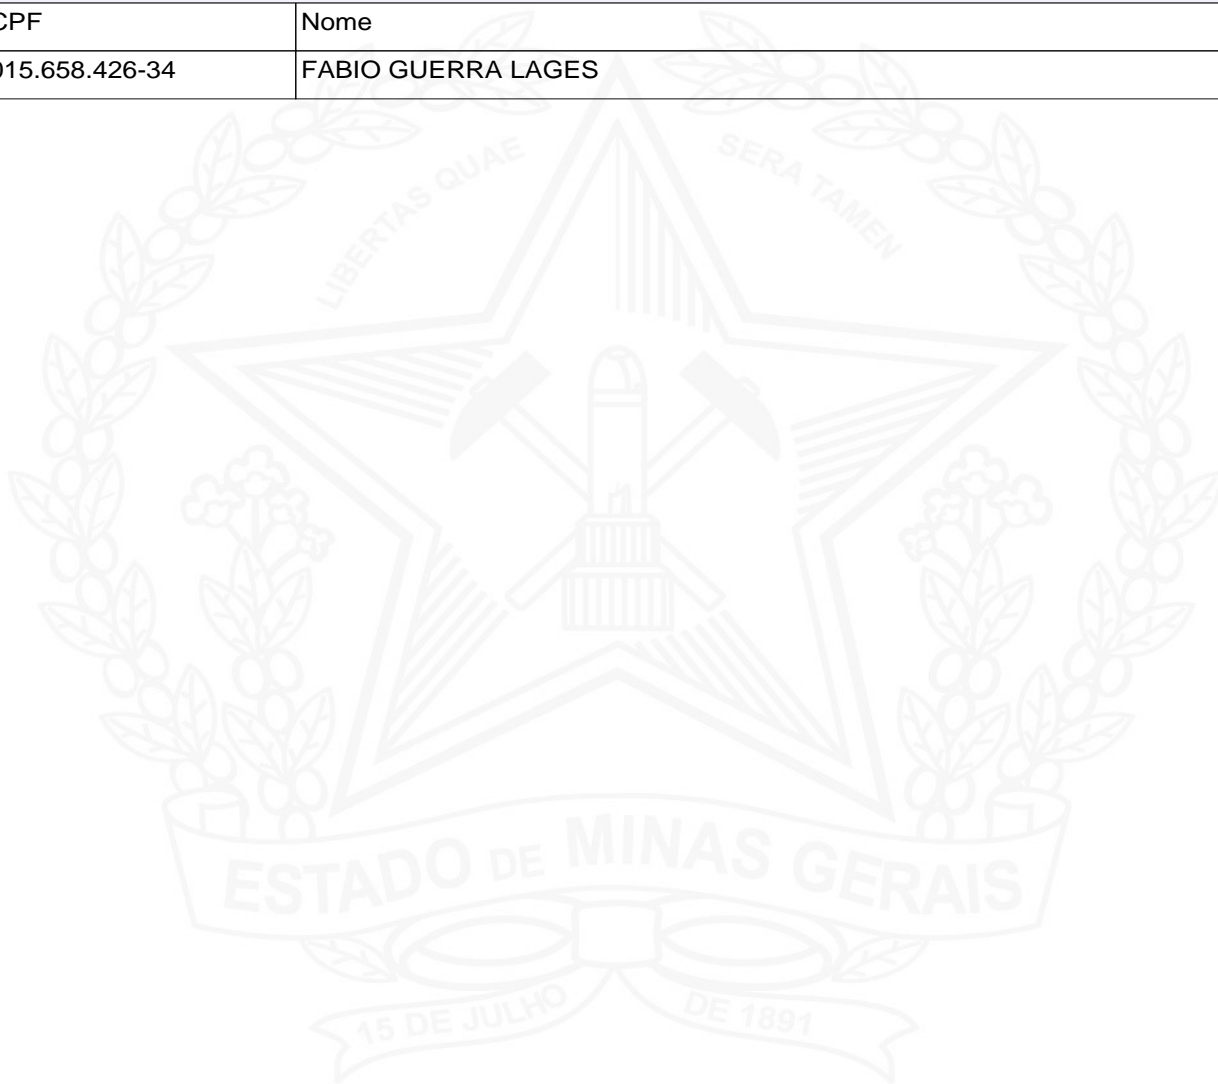 CPF Nome
015.658.426-34 FABIO GUERRA LAGES
LIBERTAS QUAE SERA TAMEN
ESTADO DE MINAS GERAIS
15 DE JULHO DE 1891